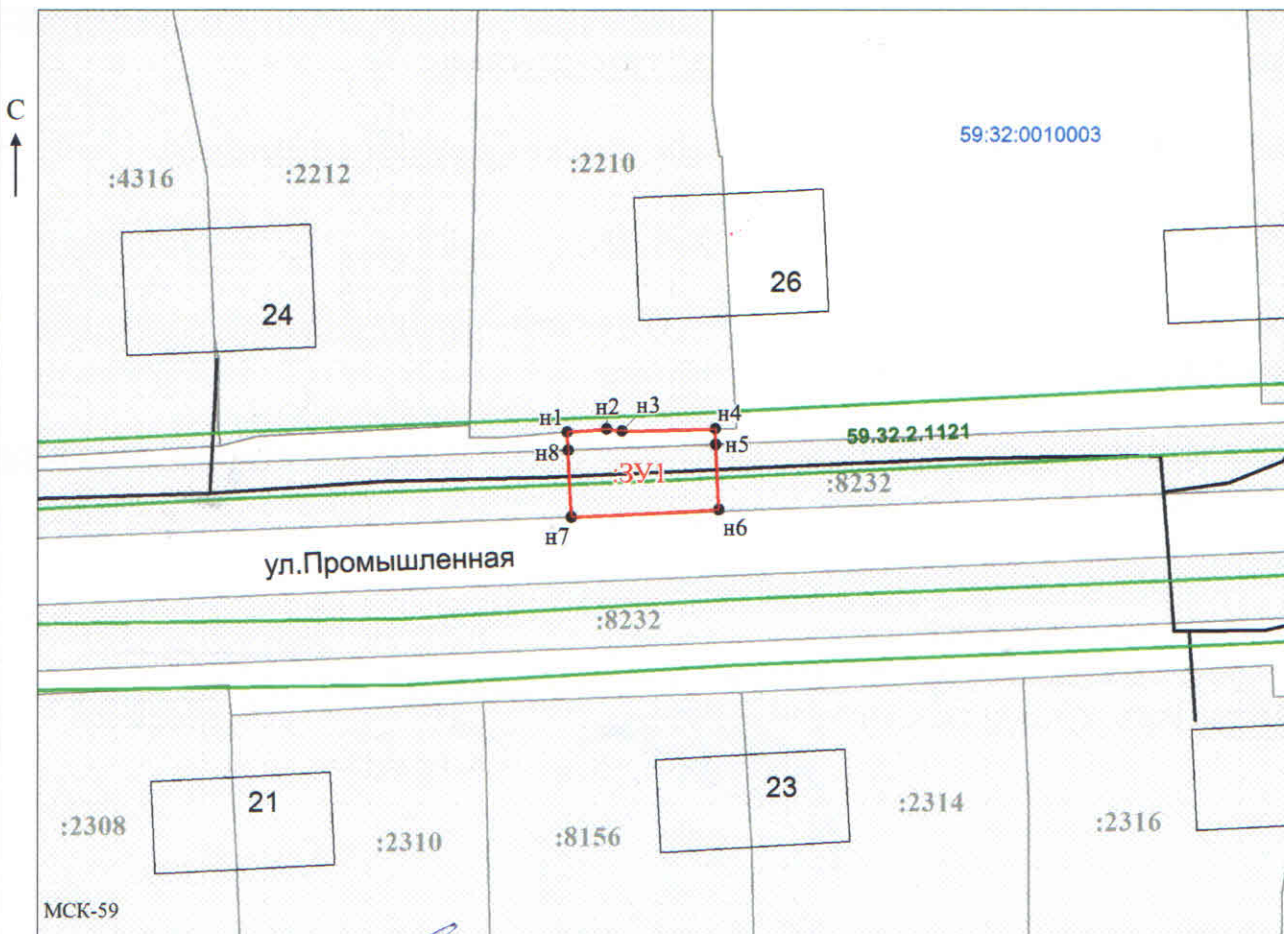 С
59:32:0010003
:4316
:2212
:2210
24
26
н1
н2
н3
н4
н5
н8
59.32.2.1121
:ЗУ1
:8232
н7
н6
ул.Промышленная
:8232
21
23
:2308
:2310
:8156
:2314
:2316
МСК-59